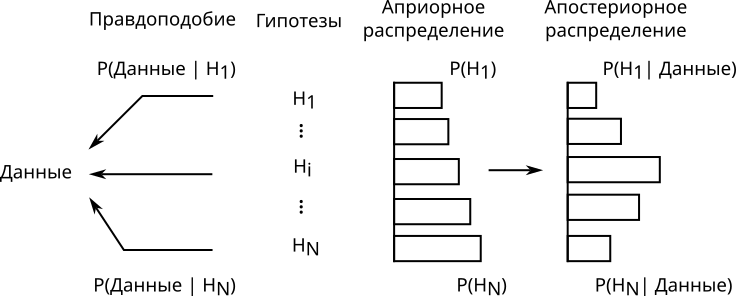 Правдоподобие
Гипотезы
Априорное
распределение
Апостериорное
распределение
P(Данные | H1)
P(H1)
P(H1| Данные)
H1
⋮
Данные
Hi
⋮
HN
P(Данные | HN)
P(HN)
P(HN| Данные)